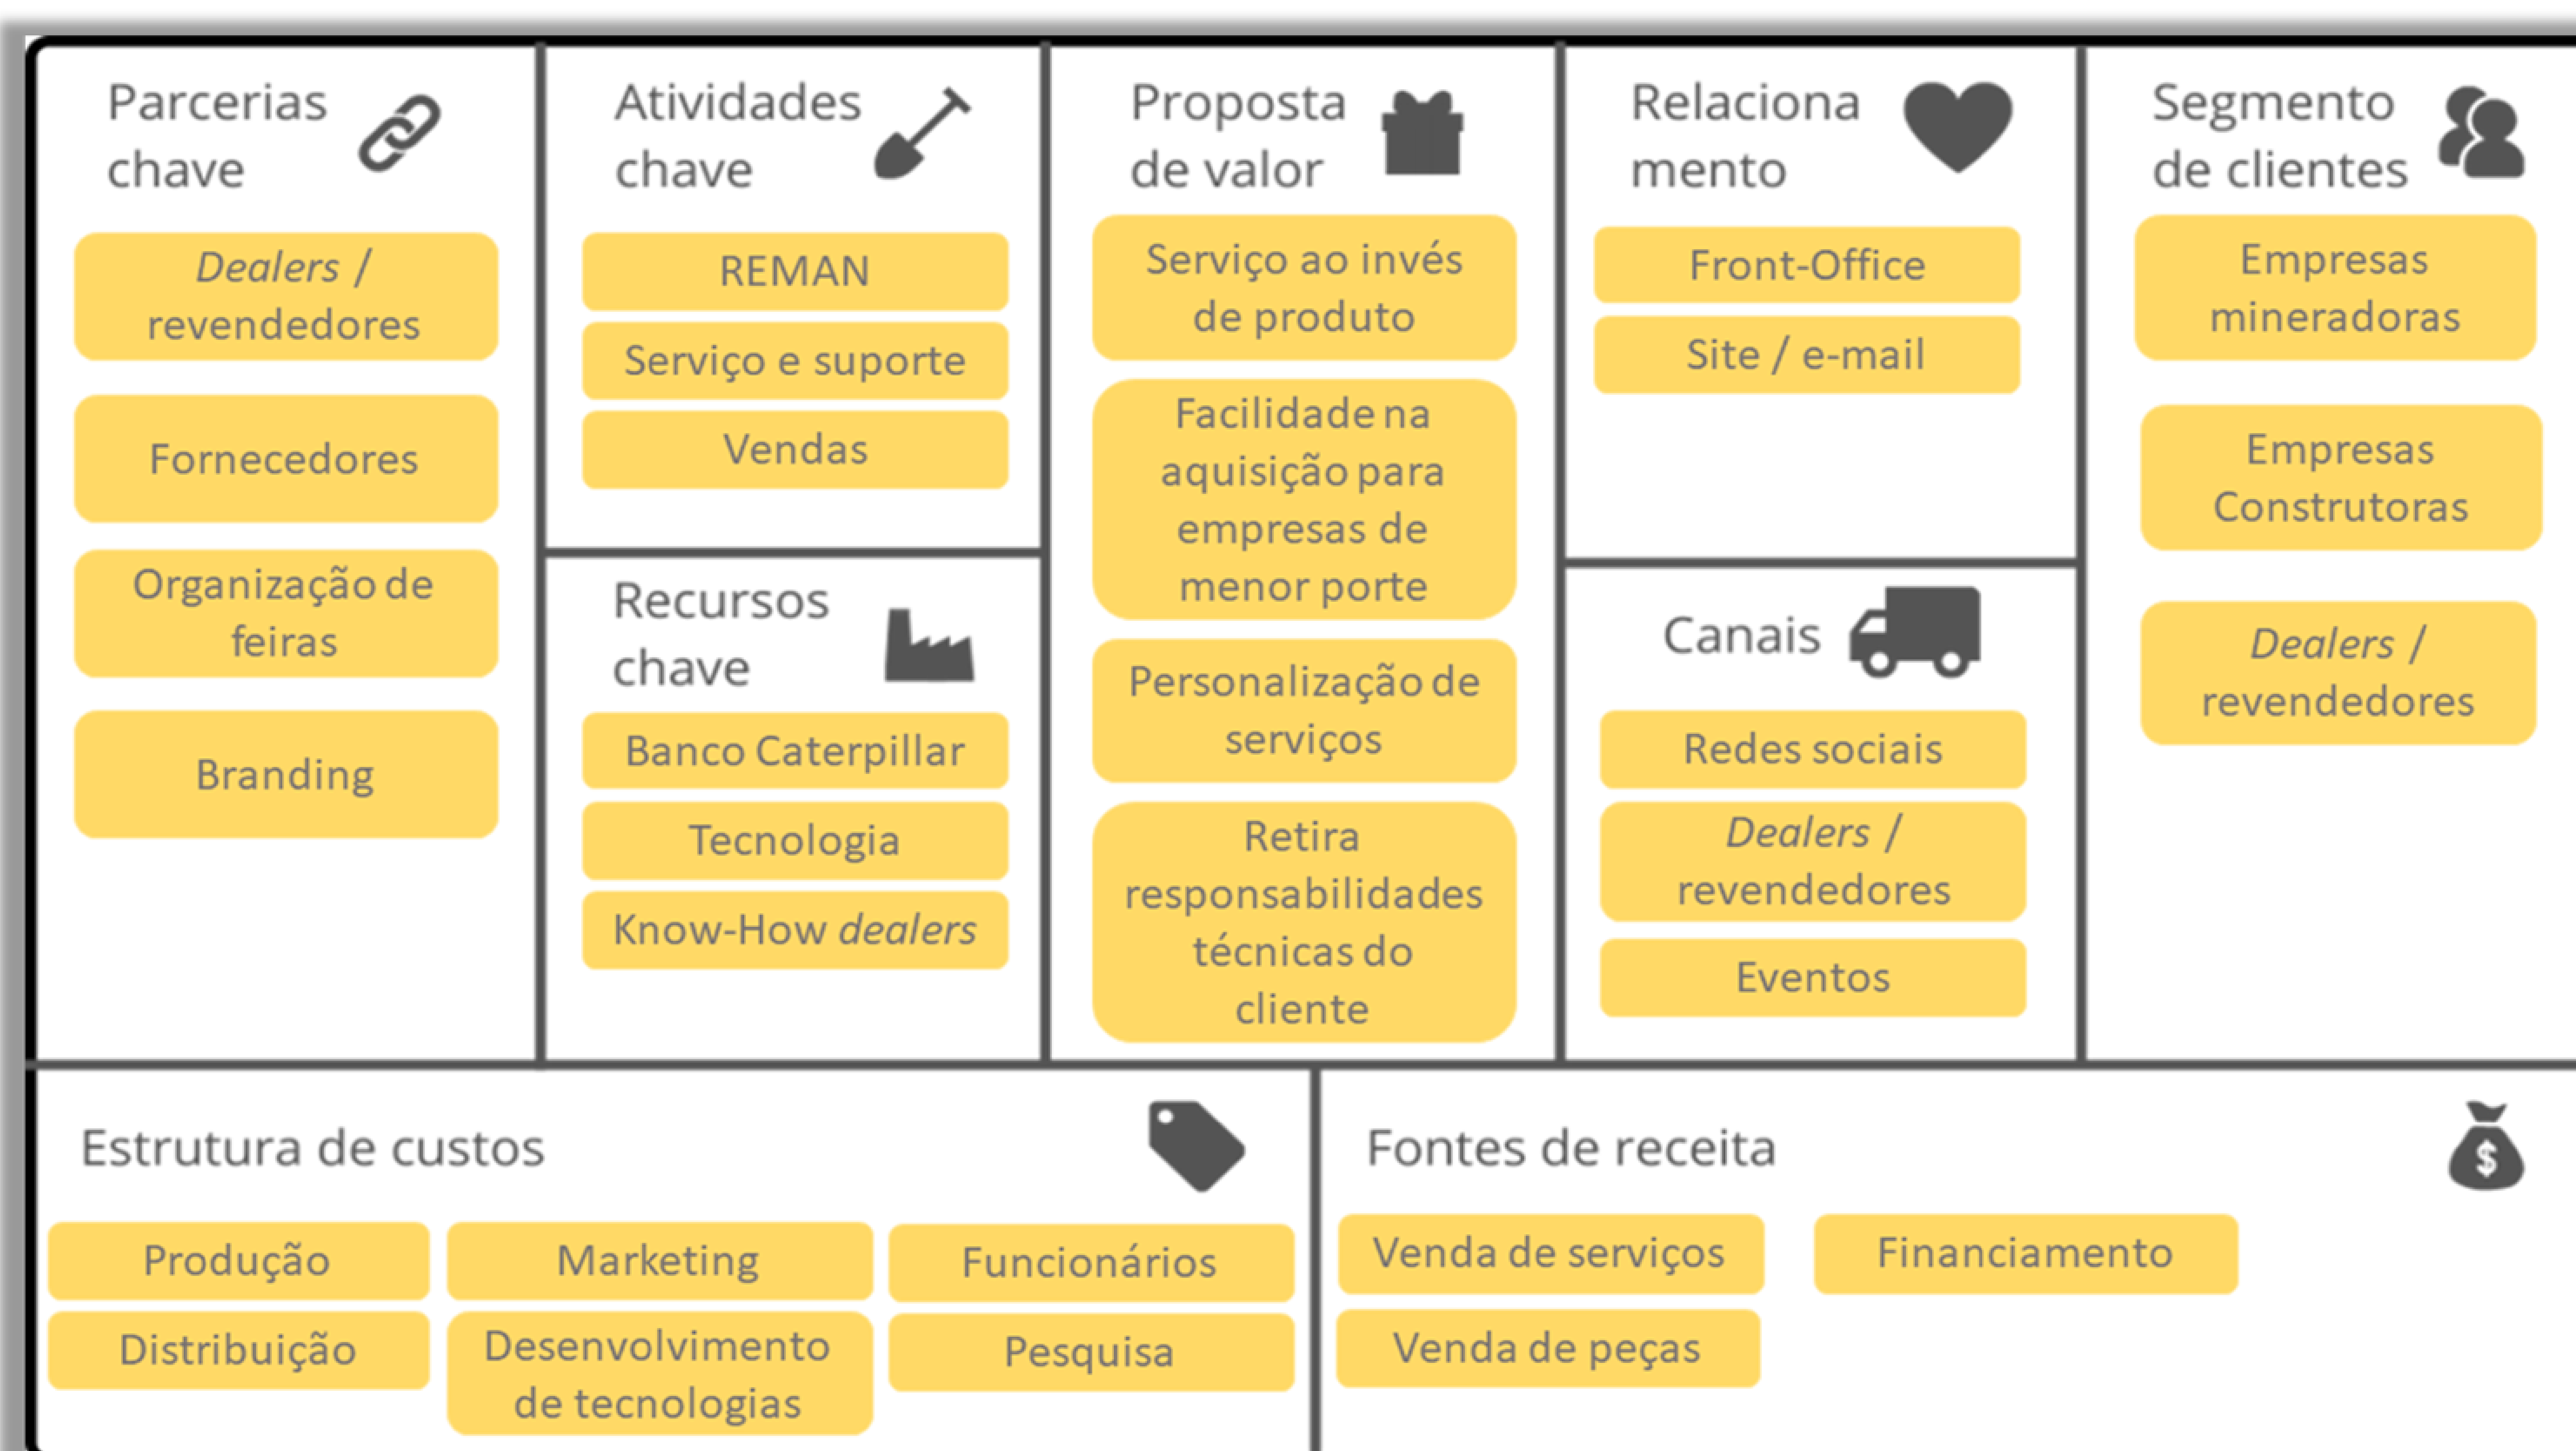 Parcerias
chave
Dealers /
revendedores
Fornecedores
Organização de
feiras
Branding
Atividades
chave
REMAN
Serviço e suporte
Vendas
Recursos
chave
Banco Caterpillar
Tecnologia
Know-How dealers
Proposta
de valor
Serviço ao invés
de produto
Facilidade na
aquisição para
empresas de
menor porte
Personalização de
serviços
Retira
responsabilidades
técnicas do
cliente
Relaciona
mento
Front-Office
Site / e-mail
Canais
Redes sociais
Dealers /
revendedores
Eventos
Segmento
de clientes
Empresas
mineradoras
Empresas
Construtoras
Dealers /
revendedores
Estrutura de custos
Produção
Marketing
Funcionários
Distribuição
Desenvolvimento
de tecnologias
Pesquisa
Fontes de receita
$
Venda de serviços
Financiamento
Venda de peças